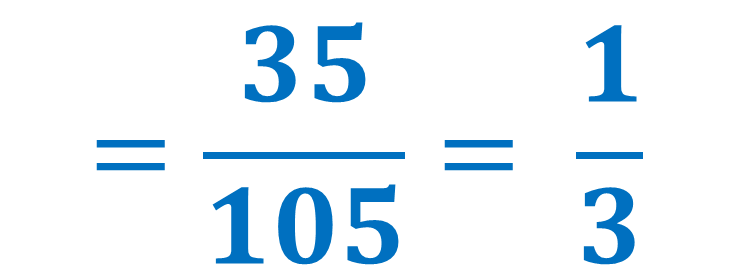 = 35/105 = 1/3